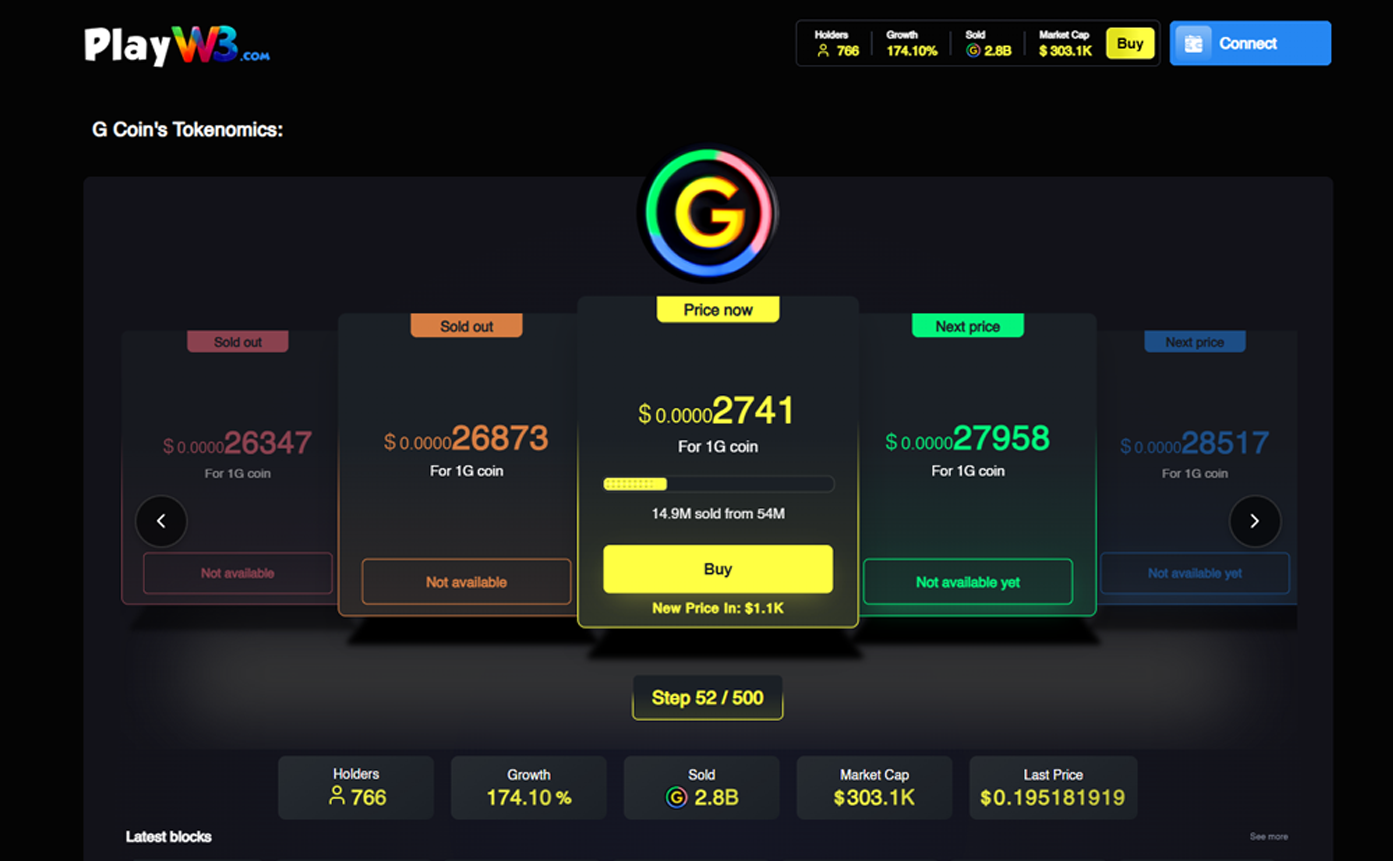 PlayW3.com
Holders
766
Growth
174.10%
Sold
G 2.8B
Market Cap
$ 303.1K
Buy
Connect
G Coin's Tokenomics:
G
Sold out
$ 0.000026347
For 1G coin
Not available
Sold out
$ 0.000026873
For 1G coin
Not available
Price now
$ 0.00002741
For 1G coin
14.9M sold from 54M
Buy
New Price In: $1.1K
Next price
$ 0.000027958
For 1G coin
Not available yet
Next price
$ 0.000028517
For 1G coin
Not available yet
Step 52 / 500
Holders
766
Growth
174.10 %
Sold
G 2.8B
Market Cap
$303.1K
Last Price
$0.195181919
Latest blocks
See more